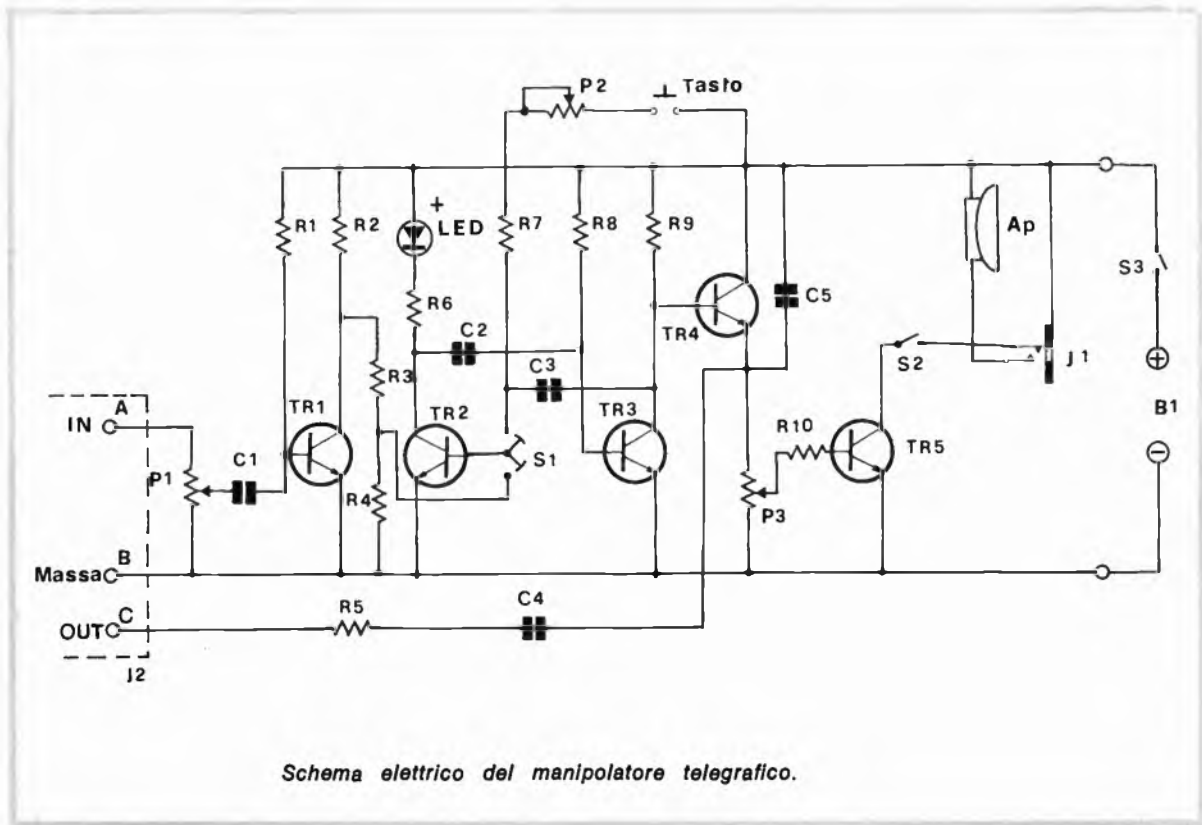 P2
Tasto
+
LED
R1
R2
R7
R8
R9
Ap
S3
R6
C5
TR4
C2
J1
S2
C3
R3
B1
A
IN
TR1
TR2
TR3
R10
TR5
S1
P1
C1
R4
P3
B
Massa
R5
C4
C
OUT
J2
Schema elettrico del manipolatore telegrafico.